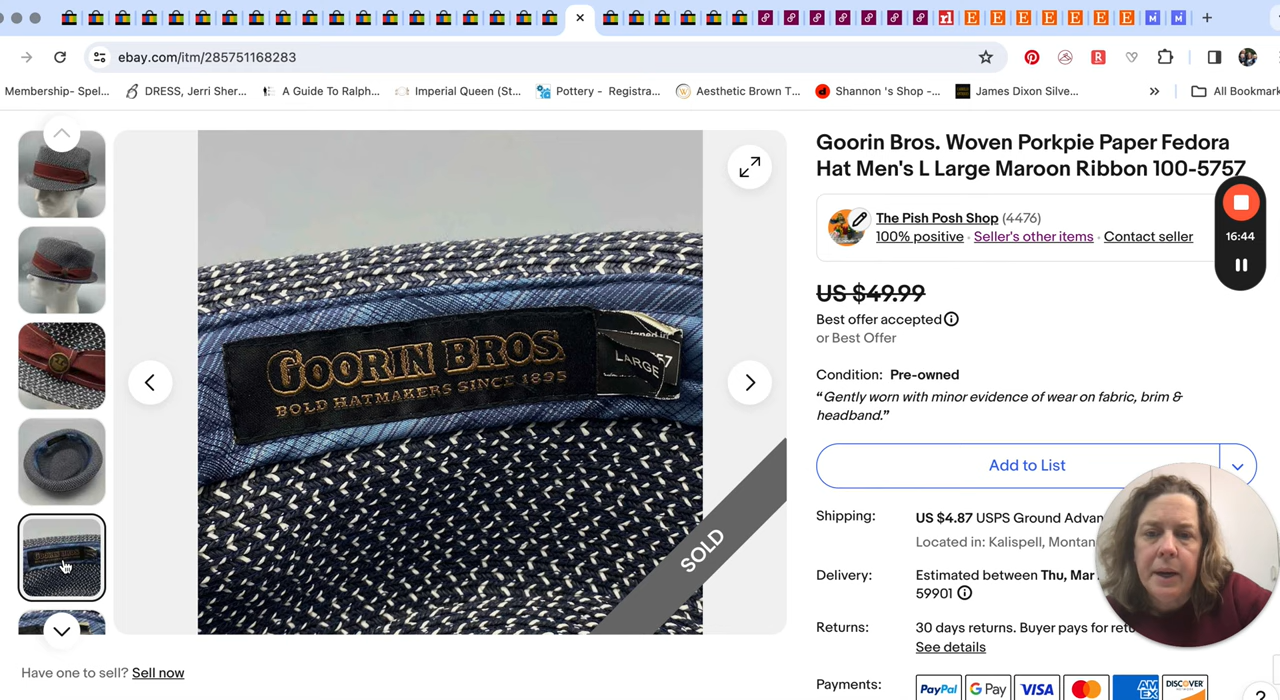 ebay.com/itm/285751168283
Membership- Spel...
DRESS, Jerri Sher...
A Guide To Ralph...
Imperial Queen (St...
Pottery - Registra...
Aesthetic Brown T...
Shannon 's Shop -...
James Dixon Silve...
»
All Bookmark
Goorin Bros. Woven Porkpie Paper Fedora
Hat Men's L Large Maroon Ribbon 100-5757
The Pish Posh Shop (4476)
100% positive · Seller's other items · Contact seller
16:44
US $49.99
Best offer accepted
or Best Offer
Condition: Pre-owned
“Gently worn with minor evidence of wear on fabric, brim &
headband.”
Add to List
Shipping: US $4.87 USPS Ground Advan
Located in: Kalispell, Montan
Delivery: Estimated between Thu, Mar
59901
Returns: 30 days returns. Buyer pays for retu
See details
Payments: PayPal G Pay VISA AM EX DISCOVER
GOORIN BROS.
BOLD HATMAKERS SINCE 1895
LARGE
57
SOLD
Have one to sell? Sell now